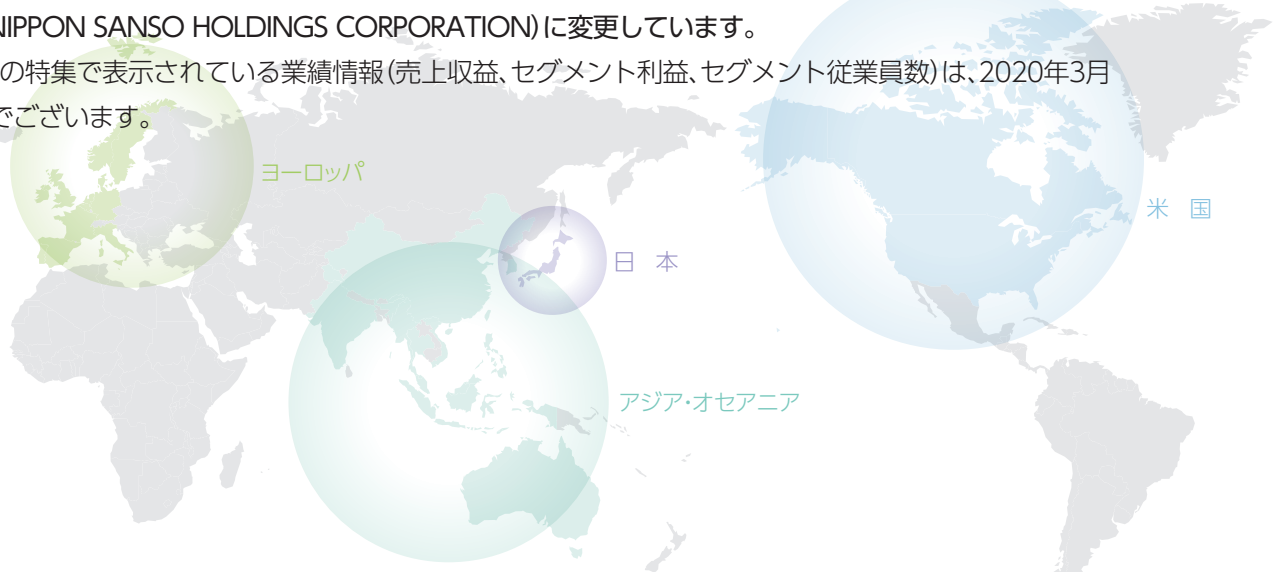 NIPPON SANSO HOLDINGS CORPORATION)に変更しています。
の特集で表示されている業績情報(売上収益、セグメント利益、セグメント従業員数)は、2020年3月
でございます。
ヨーロッパ
米 国
日 本
アジア・オセアニア